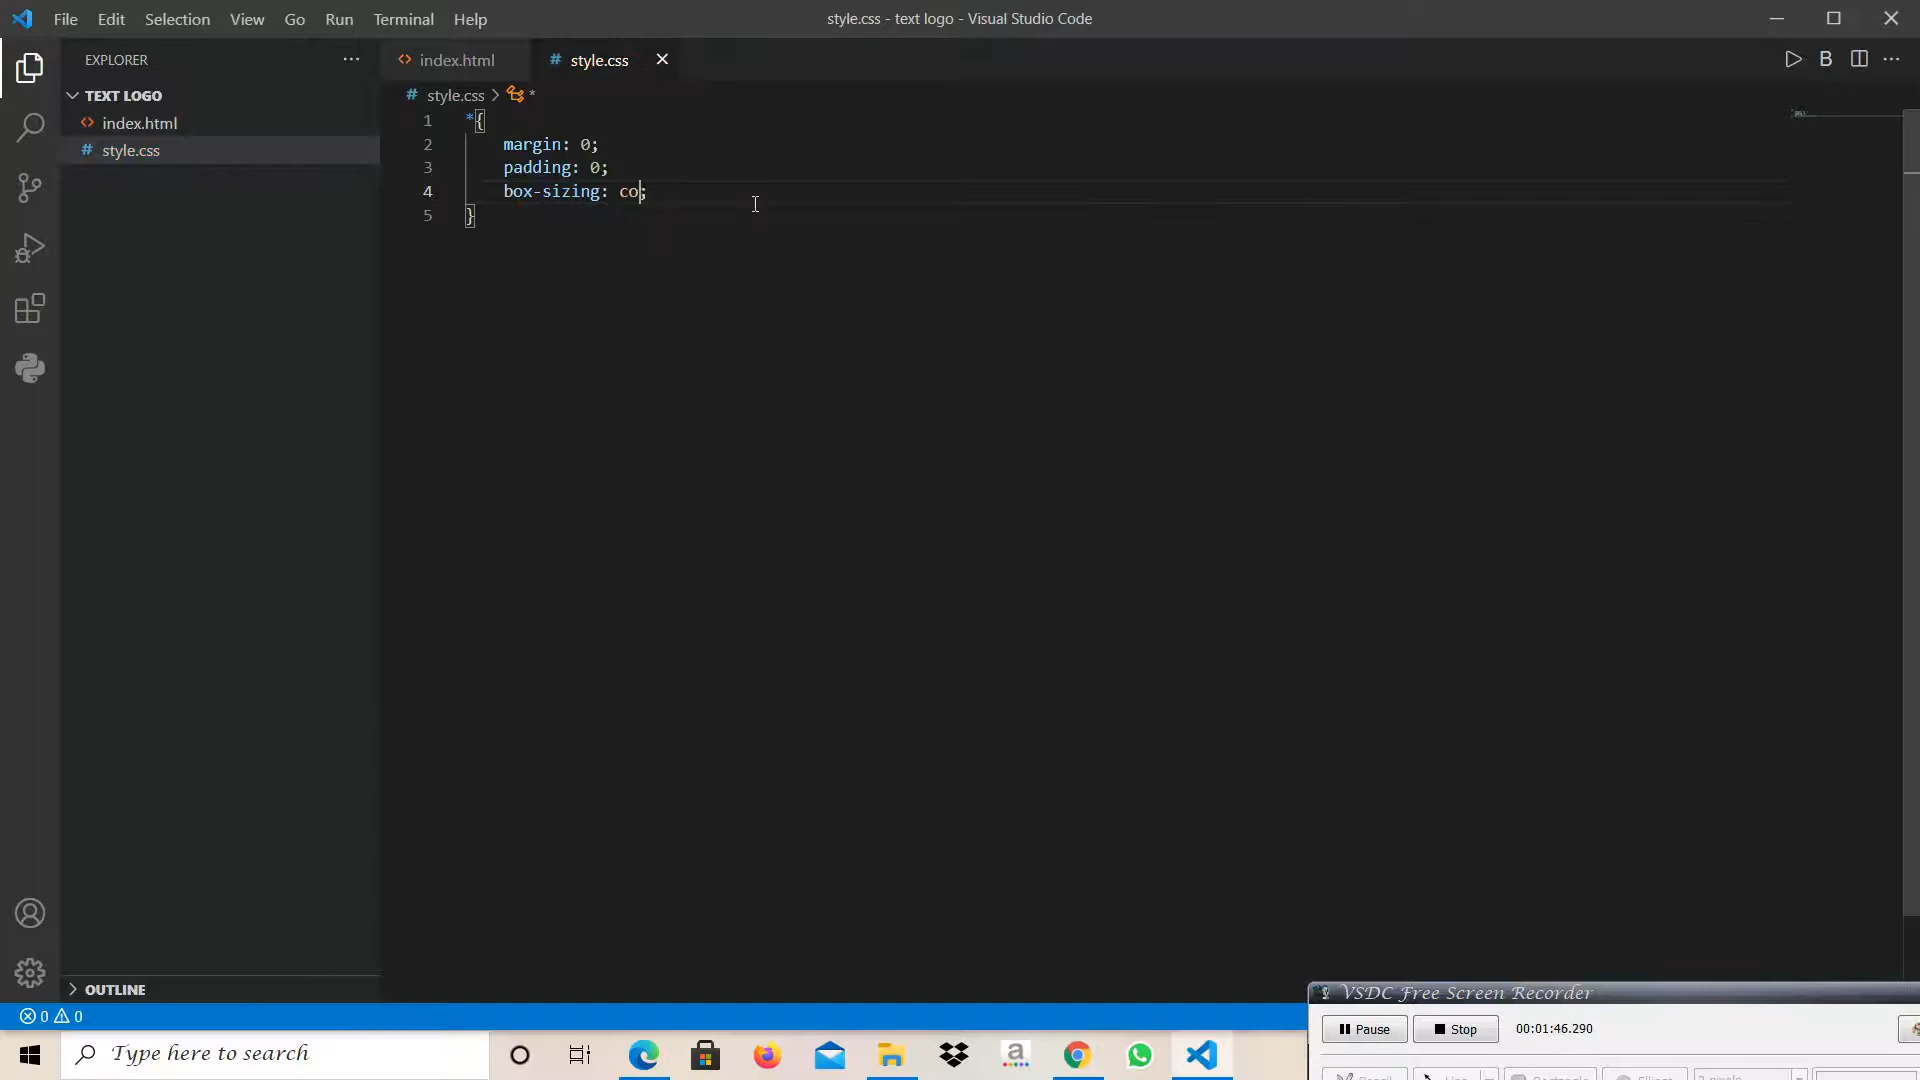 File Edit Selection View Go Run Terminal Help
style.css - text logo - Visual Studio Code
EXPLORER
index.html
# style.css
B
TEXT LOGO
index.html
# style.css
# style.css > *
1 *{
2 margin: 0;
3 padding: 0;
4 box-sizing: co;
5 }
OUTLINE
0 0
VSDC Free Screen Recorder
Pause Stop 00:01:46.290
Type here to search